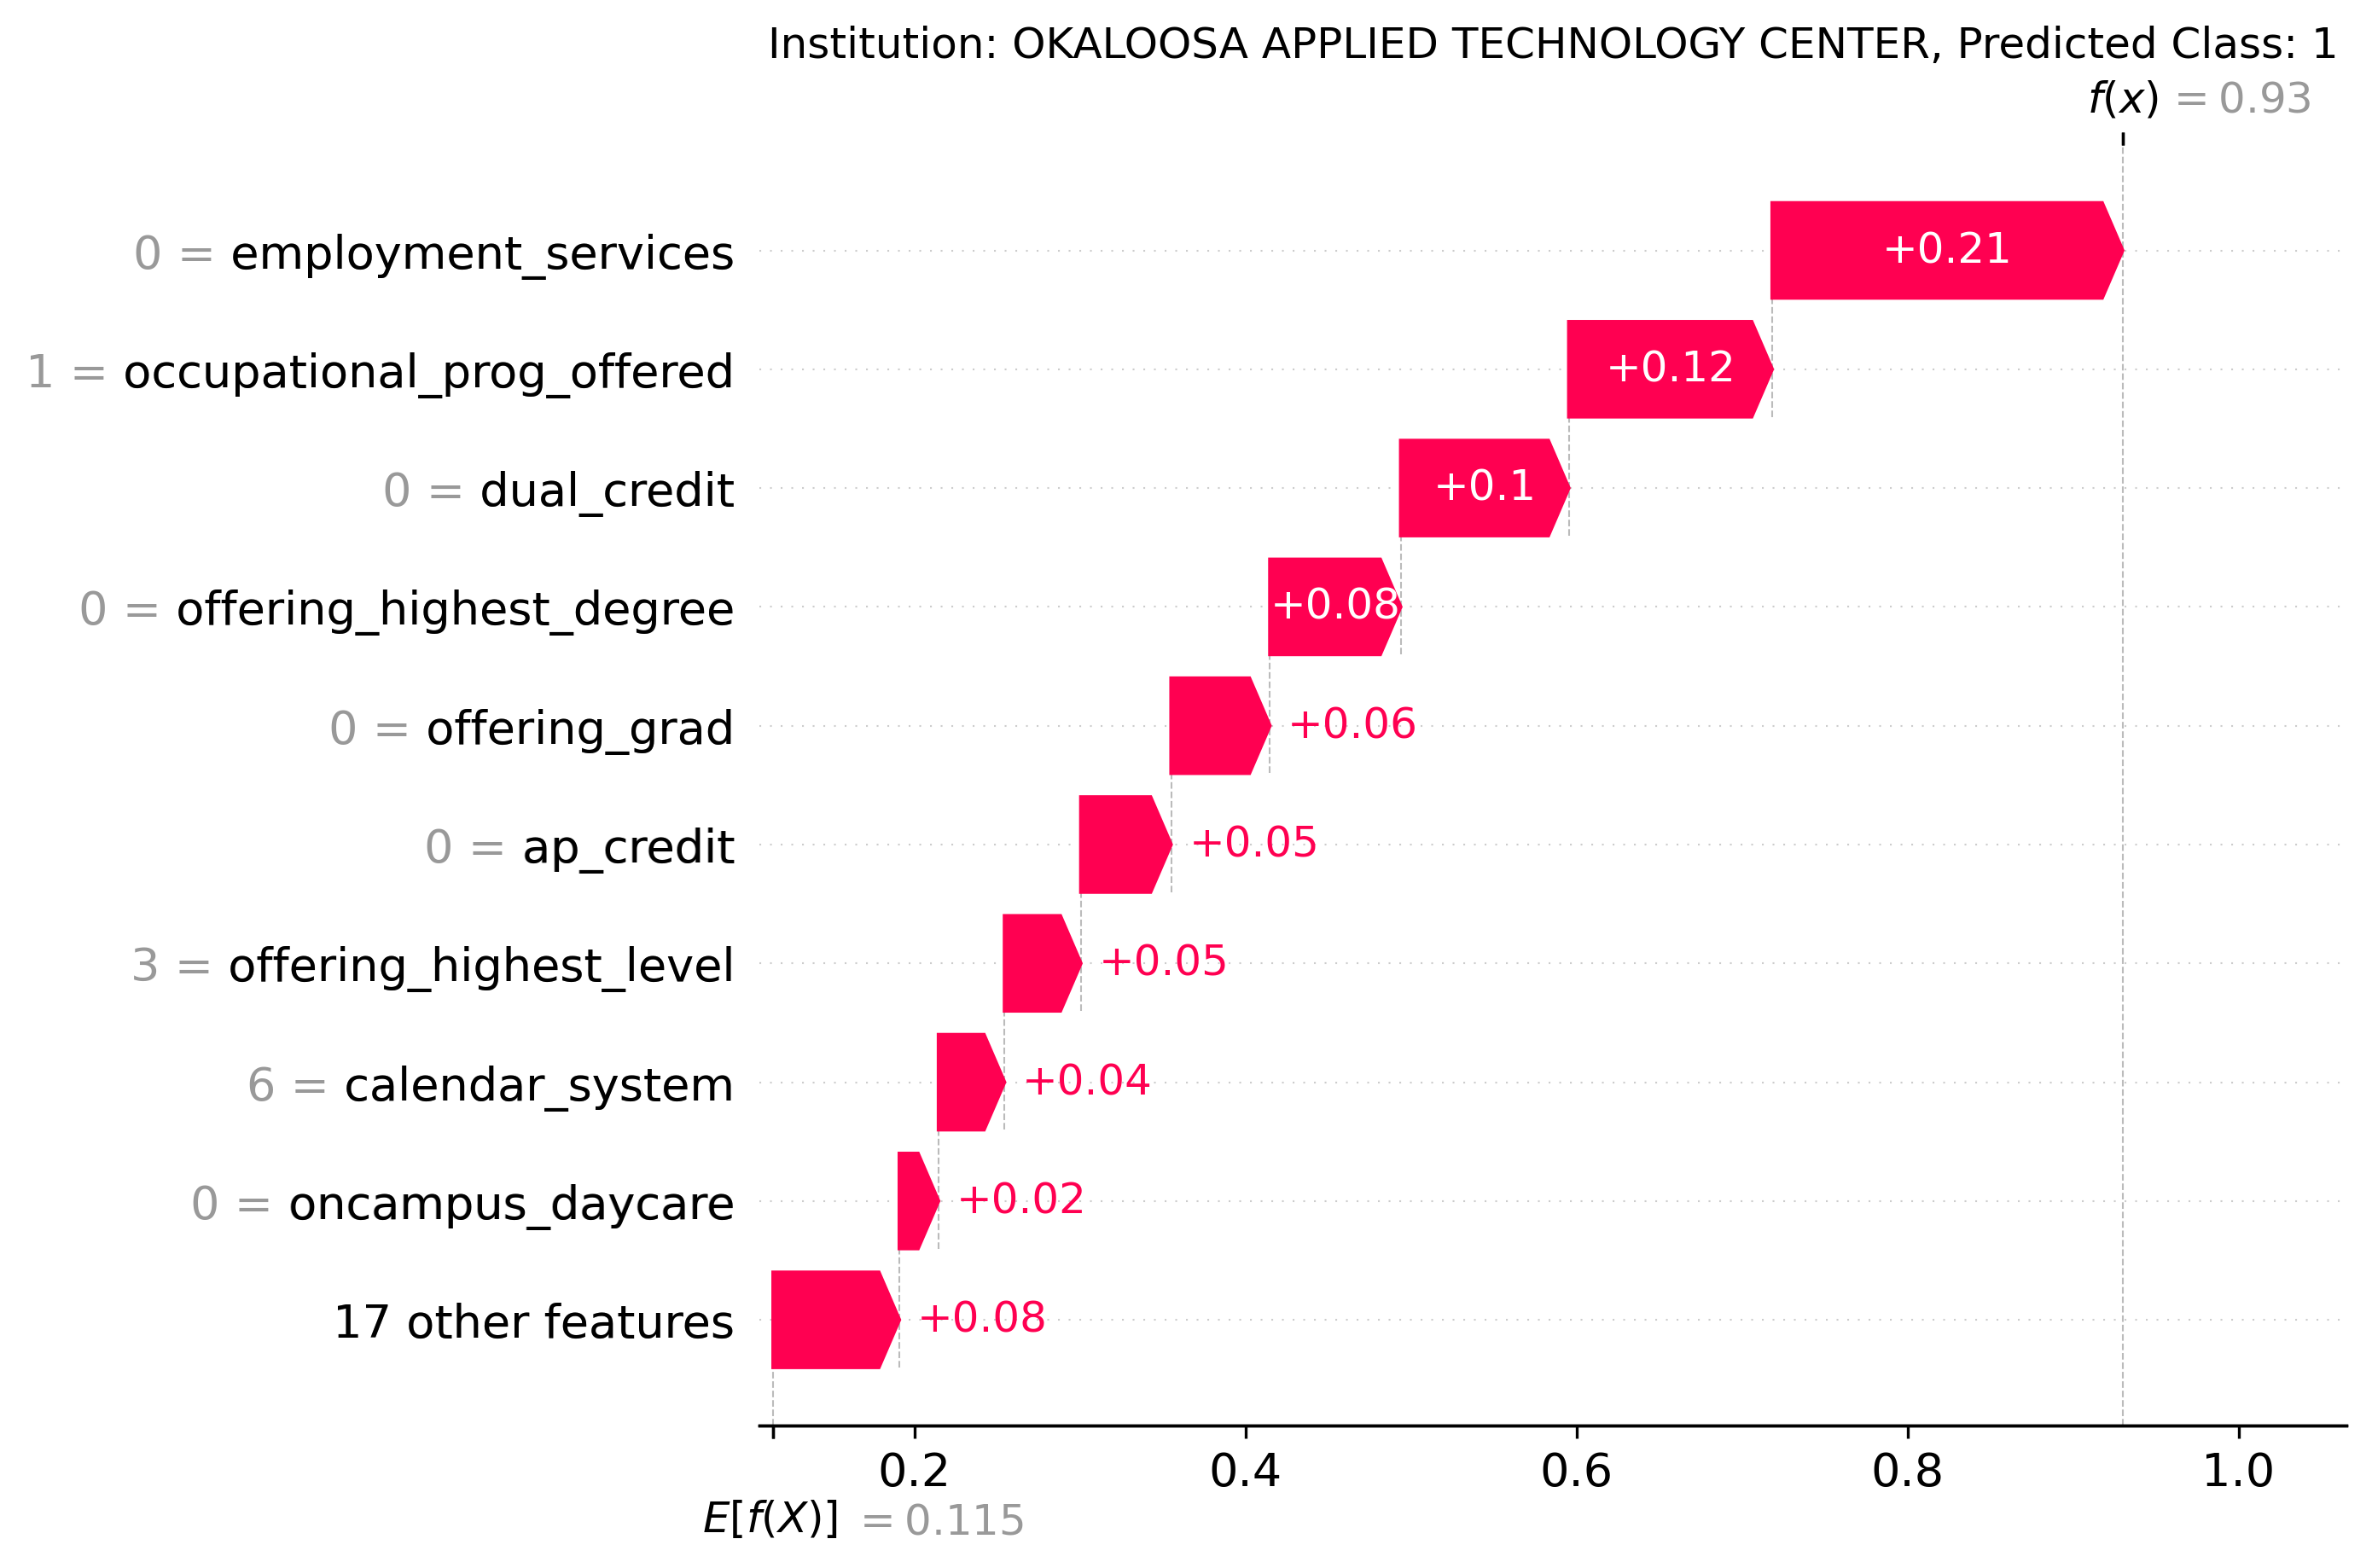 Institution: OKALOOSA APPLIED TECHNOLOGY CENTER, Predicted Class: 1
f(x) = 0.93
0 = employment_services
+0.21
1 = occupational_prog_offered
+0.12
0 = dual_credit
+0.1
0 = offering_highest_degree
+0.08
0 = offering_grad
+0.06
0 = ap_credit
+0.05
3 = offering_highest_level
+0.05
6 = calendar_system
+0.04
0 = oncampus_daycare
+0.02
17 other features
+0.08
0.2 0.4 0.6 0.8 1.0
E[f(X)] = 0.115